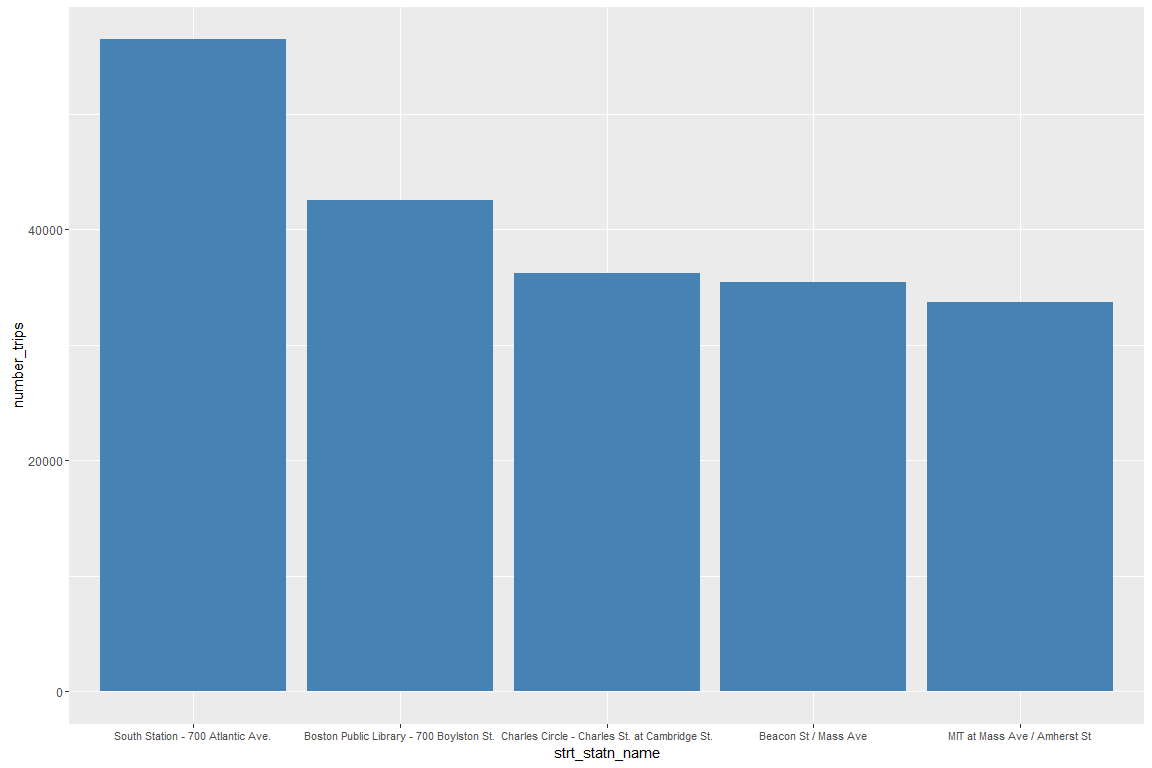 number_trips
40000
20000
0
South Station - 700 Atlantic Ave.
Boston Public Library - 700 Boylston St.
Charles Circle - Charles St. at Cambridge St.
Beacon St / Mass Ave
MIT at Mass Ave / Amherst St
strt_statn_name